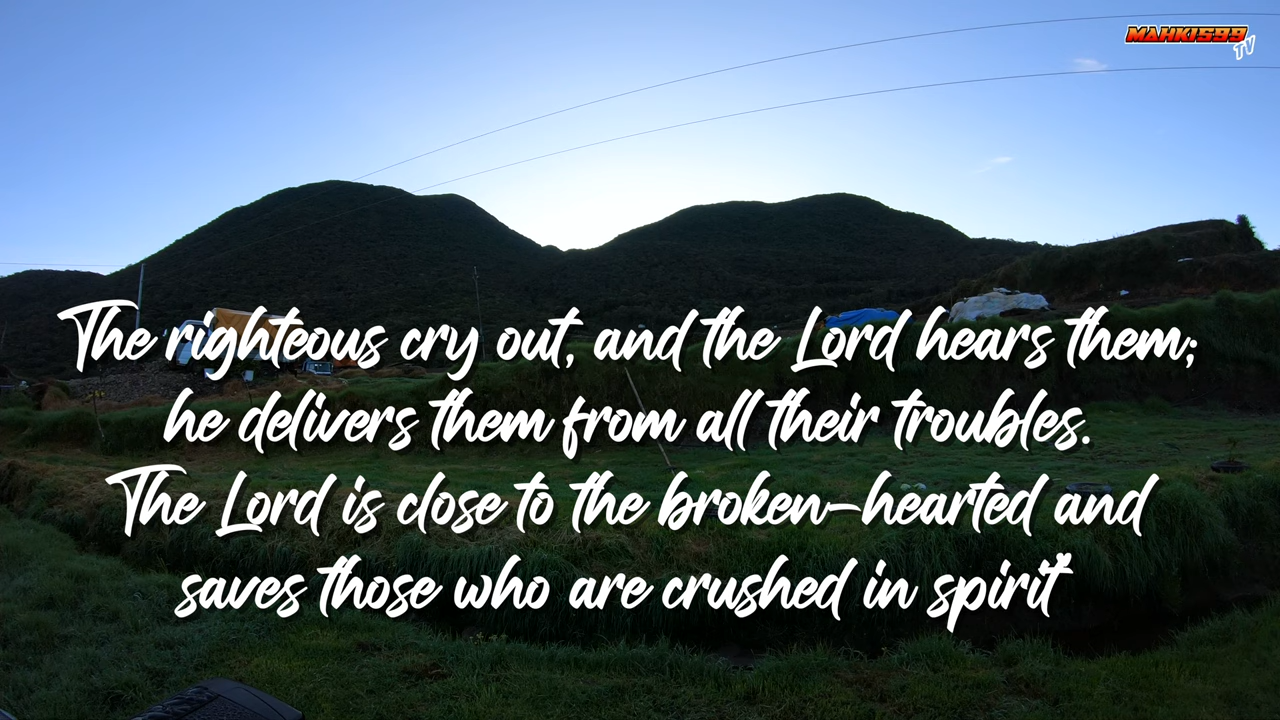 MAHKIS99
TV
The righteous cry out, and the Lord hears them;
he delivers them from all their troubles.
The Lord is close to the broken-hearted and
saves those who are crushed in spirit